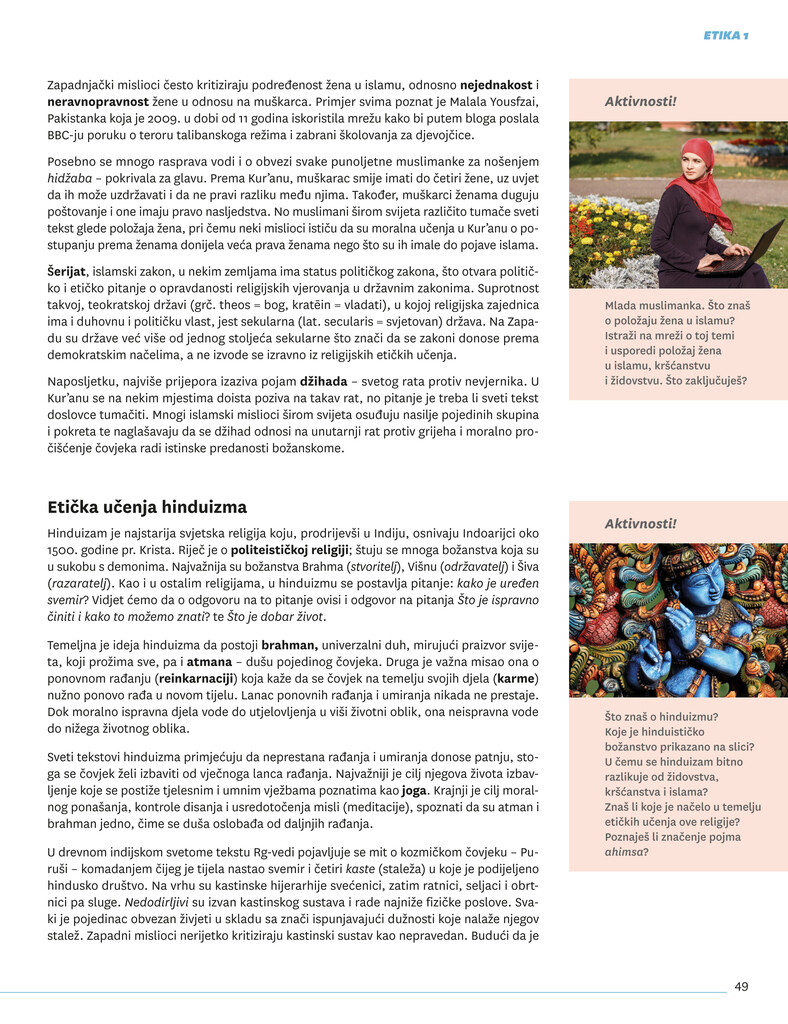 ETIKA 1
Zapadnjački mislioci često kritiziraju podređenost žena u islamu, odnosno nejednakost i
neravnopravnost žene u odnosu na muškarca. Primjer svima poznat je Malala Yousfzai,
Pakistanka koja je 2009. u dobi od 11 godina iskoristila mrežu kako bi putem bloga poslala
BBC-ju poruku o teroru talibanskoga režima i zabrani školovanja za djevojčice.
Posebno se mnogo rasprava vodi i o obvezi svake punoljetne muslimanke za nošenjem
hidžaba – pokrivala za glavu. Prema Kur'anu, muškarac smije imati do četiri žene, uz uvjet
da ih može uzdržavati i da ne pravi razliku među njima. Također, muškarci ženama duguju
poštovanje i one imaju pravo nasljedstva. No muslimani širom svijeta različito tumače sveti
tekst glede položaja žena, pri čemu neki mislioci ističu da su moralna učenja u Kur'anu o po-
stupanju prema ženama donijela veća prava ženama nego što su ih imale do pojave islama.
Šerijat, islamski zakon, u nekim zemljama ima status političkog zakona, što otvara politič-
ko i etičko pitanje o opravdanosti religijskih vjerovanja u državnim zakonima. Suprotnost
takvoj, teokratskoj državi (grč. theos = bog, kratēin = vladati), u kojoj religijska zajednica
ima i duhovnu i političku vlast, jest sekularna (lat. secularis = svjetovan) država. Na Zapa-
du su države već više od jednog stoljeća sekularne što znači da se zakoni donose prema
demokratskim načelima, a ne izvode se izravno iz religijskih etičkih učenja.
Naposljetku, najviše prijepora izaziva pojam džihada – svetog rata protiv nevjernika. U
Kur'anu se na nekim mjestima doista poziva na takav rat, no pitanje je treba li sveti tekst
doslovce tumačiti. Mnogi islamski mislioci širom svijeta osuđuju nasilje pojedinih skupina
i pokreta te naglašavaju da se džihad odnosi na unutarnji rat protiv grijeha i moralno pro-
čišćenje čovjeka radi istinske predanosti božanskome.
Aktivnosti!
Mlada muslimanka. Što znaš
o položaju žena u islamu?
Istraži na mreži o toj temi
i usporedi položaj žena
u islamu, kršćanstvu
i židovstvu. Što zaključuješ?
Etička učenja hinduizma
Hinduizam je najstarija svjetska religija koju, prodrijevši u Indiju, osnivaju Indoarijci oko
1500. godine pr. Krista. Riječ je o politeističkoj religiji; štuju se mnoga božanstva koja su
u sukobu s demonima. Najvažnija su božanstva Brahma (stvoritelj), Višnu (održavatelj) i Šiva
(razaratelj). Kao i u ostalim religijama, u hinduizmu se postavlja pitanje: kako je uređen
svemir? Vidjet ćemo da o odgovoru na to pitanje ovisi i odgovor na pitanja Što je ispravno
činiti i kako to možemo znati? te Što je dobar život.
Temeljna je ideja hinduizma da postoji brahman, univerzalni duh, mirujući praizvor svije-
ta, koji prožima sve, pa i atmana – dušu pojedinog čovjeka. Druga je važna misao ona o
ponovnom rađanju (reinkarnaciji) koja kaže da se čovjek na temelju svojih djela (karme)
nužno ponovo rađa u novom tijelu. Lanac ponovnih rađanja i umiranja nikada ne prestaje.
Dok moralno ispravna djela vode do utjelovljenja u viši životni oblik, ona neispravna vode
do nižega životnog oblika.
Sveti tekstovi hinduizma primjećuju da neprestana rađanja i umiranja donose patnju, sto-
ga se čovjek želi izbaviti od vječnoga lanca rađanja. Najvažniji je cilj njegova života izbav-
ljenje koje se postiže tjelesnim i umnim vježbama poznatima kao joga. Krajnji je cilj moral-
nog ponašanja, kontrole disanja i usredotočenja misli (meditacije), spoznati da su atman i
brahman jedno, čime se duša oslobađa od daljnjih rađanja.
U drevnom indijskom svetome tekstu Rg-vedi pojavljuje se mit o kozmičkom čovjeku – Pu-
ruši – komadanjem čijeg je tijela nastao svemir i četiri kaste (staleža) u koje je podijeljeno
hindusko društvo. Na vrhu su kastinske hijerarhije svećenici, zatim ratnici, seljaci i obrt-
nici pa sluge. Nedodirljivi su izvan kastinskog sustava i rade najniže fizičke poslove. Sva-
ki je pojedinac obvezan živjeti u skladu sa znači ispunjavajući dužnosti koje nalaže njegov
stalež. Zapadni mislioci nerijetko kritiziraju kastinski sustav kao nepravedan. Budući da je
Aktivnosti!
Što znaš o hinduizmu?
Koje je hinduističko
božanstvo prikazano na slici?
U čemu se hinduizam bitno
razlikuje od židovstva,
kršćanstva i islama?
Znaš li koje je načelo u temelju
etičkih učenja ove religije?
Poznaješ li značenje pojma
ahimsa?
49